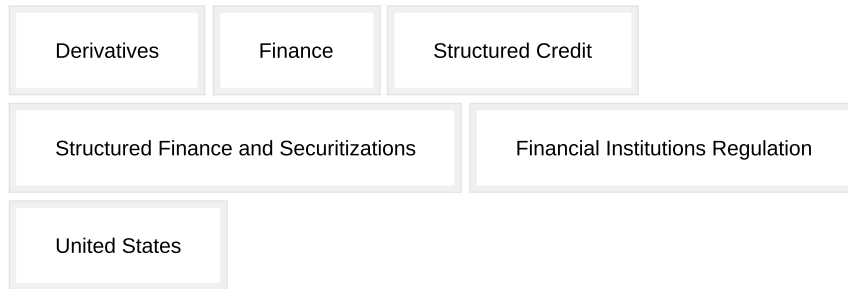 Derivatives Finance Structured Credit
Structured Finance and Securitizations Financial Institutions Regulation
United States